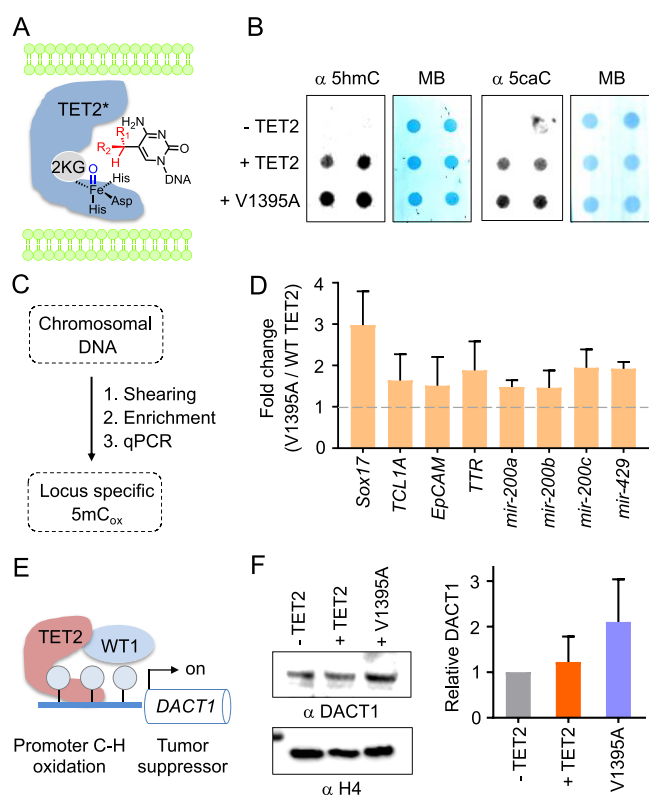 A
TET2*
H₂N
R₁
R₂
N
O
H
N
DNA
2KG
O
Fe
His
Asp
His
B
α 5hmC
MB
α 5caC
MB
- TET2
+ TET2
+ V1395A
C
Chromosomal
DNA
1. Shearing
2. Enrichment
3. qPCR
Locus specific
5mCox
D
Fold change
(V1395A / WT TET2)
4
3
2
1
0
Sox17
TCL1A
EpCAM
TTR
mir-200a
mir-200b
mir-200c
mir-429
E
TET2
WT1
on
DACT1
Promoter C-H
oxidation
Tumor
suppressor
F
- TET2
+ TET2
+ V1395A
α DACT1
α H4
Relative DACT1
3
2
1
0
- TET2
+ TET2
V1395A